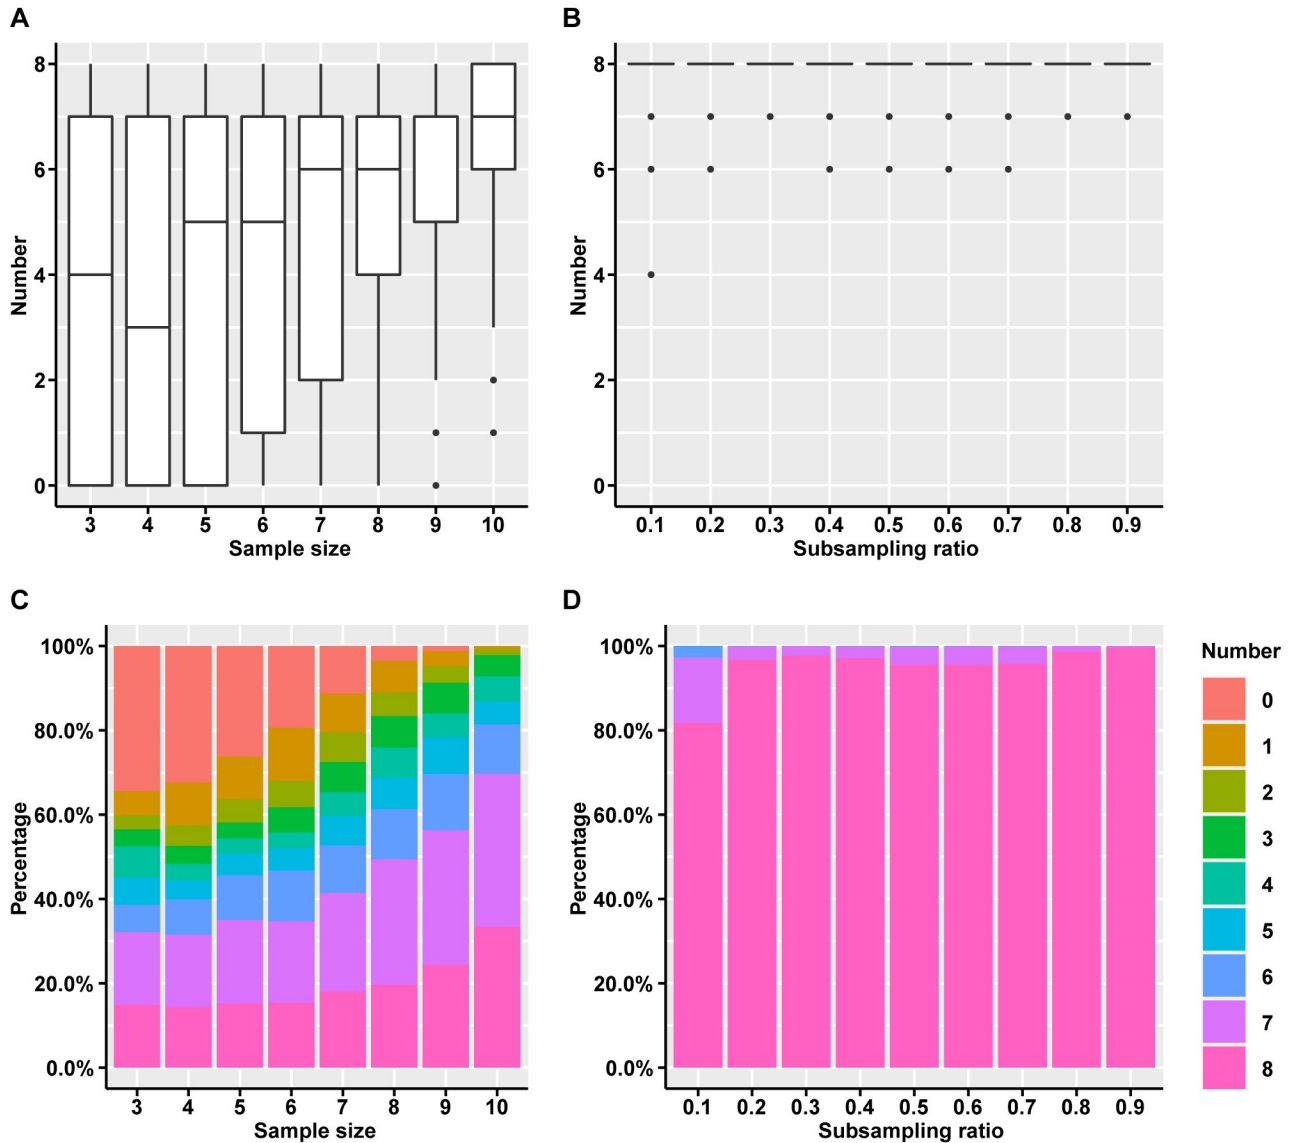 A
8
6
4
2
0
Number
3 4 5 6 7 8 9 10
Sample size
B
8
6
4
2
0
Number
0.1 0.2 0.3 0.4 0.5 0.6 0.7 0.8 0.9
Subsampling ratio
C
100%
80.0%
60.0%
40.0%
20.0%
0.0%
Percentage
3 4 5 6 7 8 9 10
Sample size
D
100%
80.0%
60.0%
40.0%
20.0%
0.0%
Percentage
0.1 0.2 0.3 0.4 0.5 0.6 0.7 0.8 0.9
Subsampling ratio
Number
0
1
2
3
4
5
6
7
8